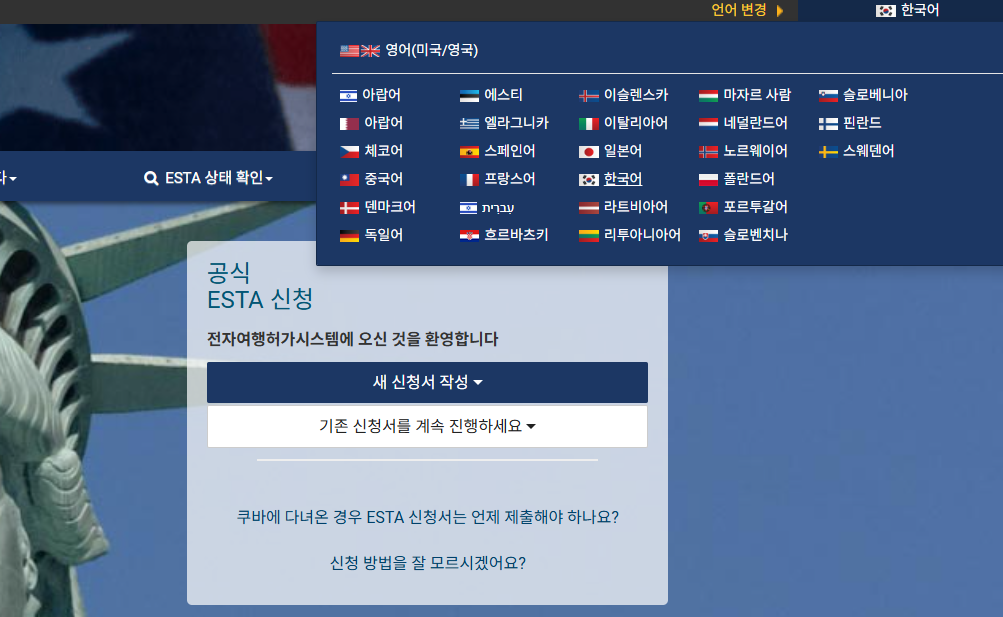 언어 변경
한국어
영어(미국/영국)
아랍어
에스티
이슬렌스카
마자르 사람
슬로베니아
아랍어
엘라그니카
이탈리아어
네덜란드어
핀란드
체코어
스페인어
일본어
노르웨이어
스웨덴어
중국어
프랑스어
한국어
폴란드어
덴마크어
עברית
라트비아어
포르투갈어
독일어
흐르바츠키
리투아니아어
슬로벤치나
ESTA 상태 확인
공식
ESTA 신청
전자여행허가시스템에 오신 것을 환영합니다
새 신청서 작성
기존 신청서를 계속 진행하세요
쿠바에 다녀온 경우 ESTA 신청서는 언제 제출해야 하나요?
신청 방법을 잘 모르시겠어요?